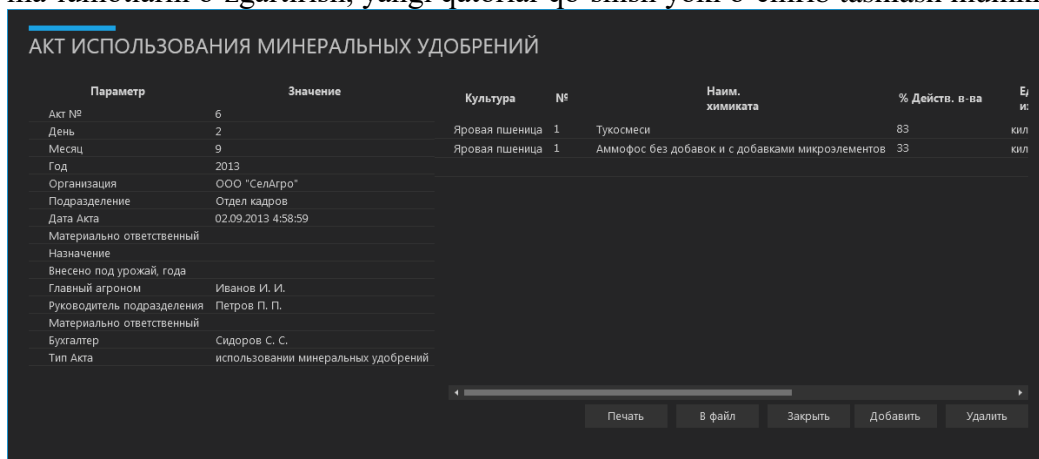 АКТ ИСПОЛЬЗОВАНИЯ МИНЕРАЛЬНЫХ УДОБРЕНИЙ
Параметр Значение
Акт № 6
День 2
Месяц 9
Год 2013
Организация ООО "СелАгро"
Подразделение Отдел кадров
Дата Акта 02.09.2013 4:58:59
Материально ответственный
Назначение
Внесено под урожай, года
Главный агроном Иванов И. И.
Руководитель подразделения Петров П. П.
Материально ответственный
Бухгалтер Сидоров С. С.
Тип Акта использовании минеральных удобрений
Культура № Наим. химиката % Действ. в-ва
Яровая пшеница 1 Тукосмеси 83 кил
Яровая пшеница 1 Аммофос без добавок и с добавками микроэлементов 33 кил
Печать В файл Закрыть Добавить Удалить